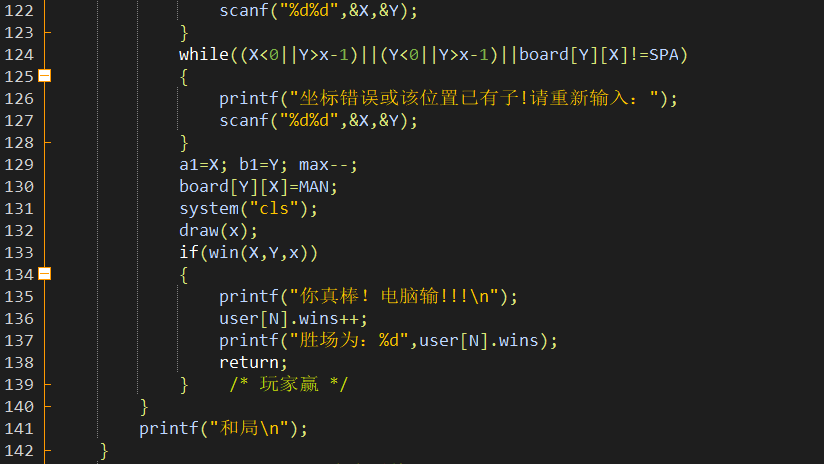 122 scanf("%d%d",&X,&Y);
123 }
124 while((X<0||Y>x-1)||(Y<0||Y>x-1)||board[Y][X]!=SPA)
125 {
126 printf("坐标错误或该位置已有子!请重新输入：");
127 scanf("%d%d",&X,&Y);
128 }
129 a1=X; b1=Y; max--;
130 board[Y][X]=MAN;
131 system("cls");
132 draw(x);
133 if(win(X,Y,x))
134 {
135 printf("你真棒！电脑输!!!\n");
136 user[N].wins++;
137 printf("胜场为：%d",user[N].wins);
138 return;
139 } /* 玩家赢 */
140 }
141 printf("和局\n");
142 }